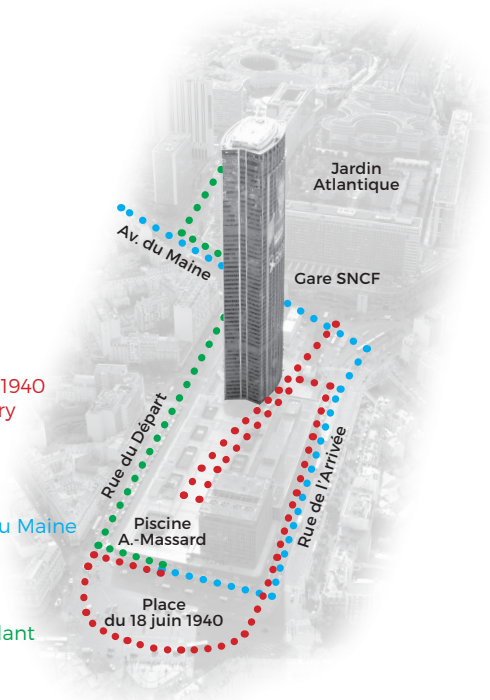 Jardin
Atlantique
Av. du Maine
Gare SNCF
1940
ry
Rue du Départ
Rue de l'Arrivée
u Maine
Piscine
A.-Massard
Place
du 18 juin 1940
lant